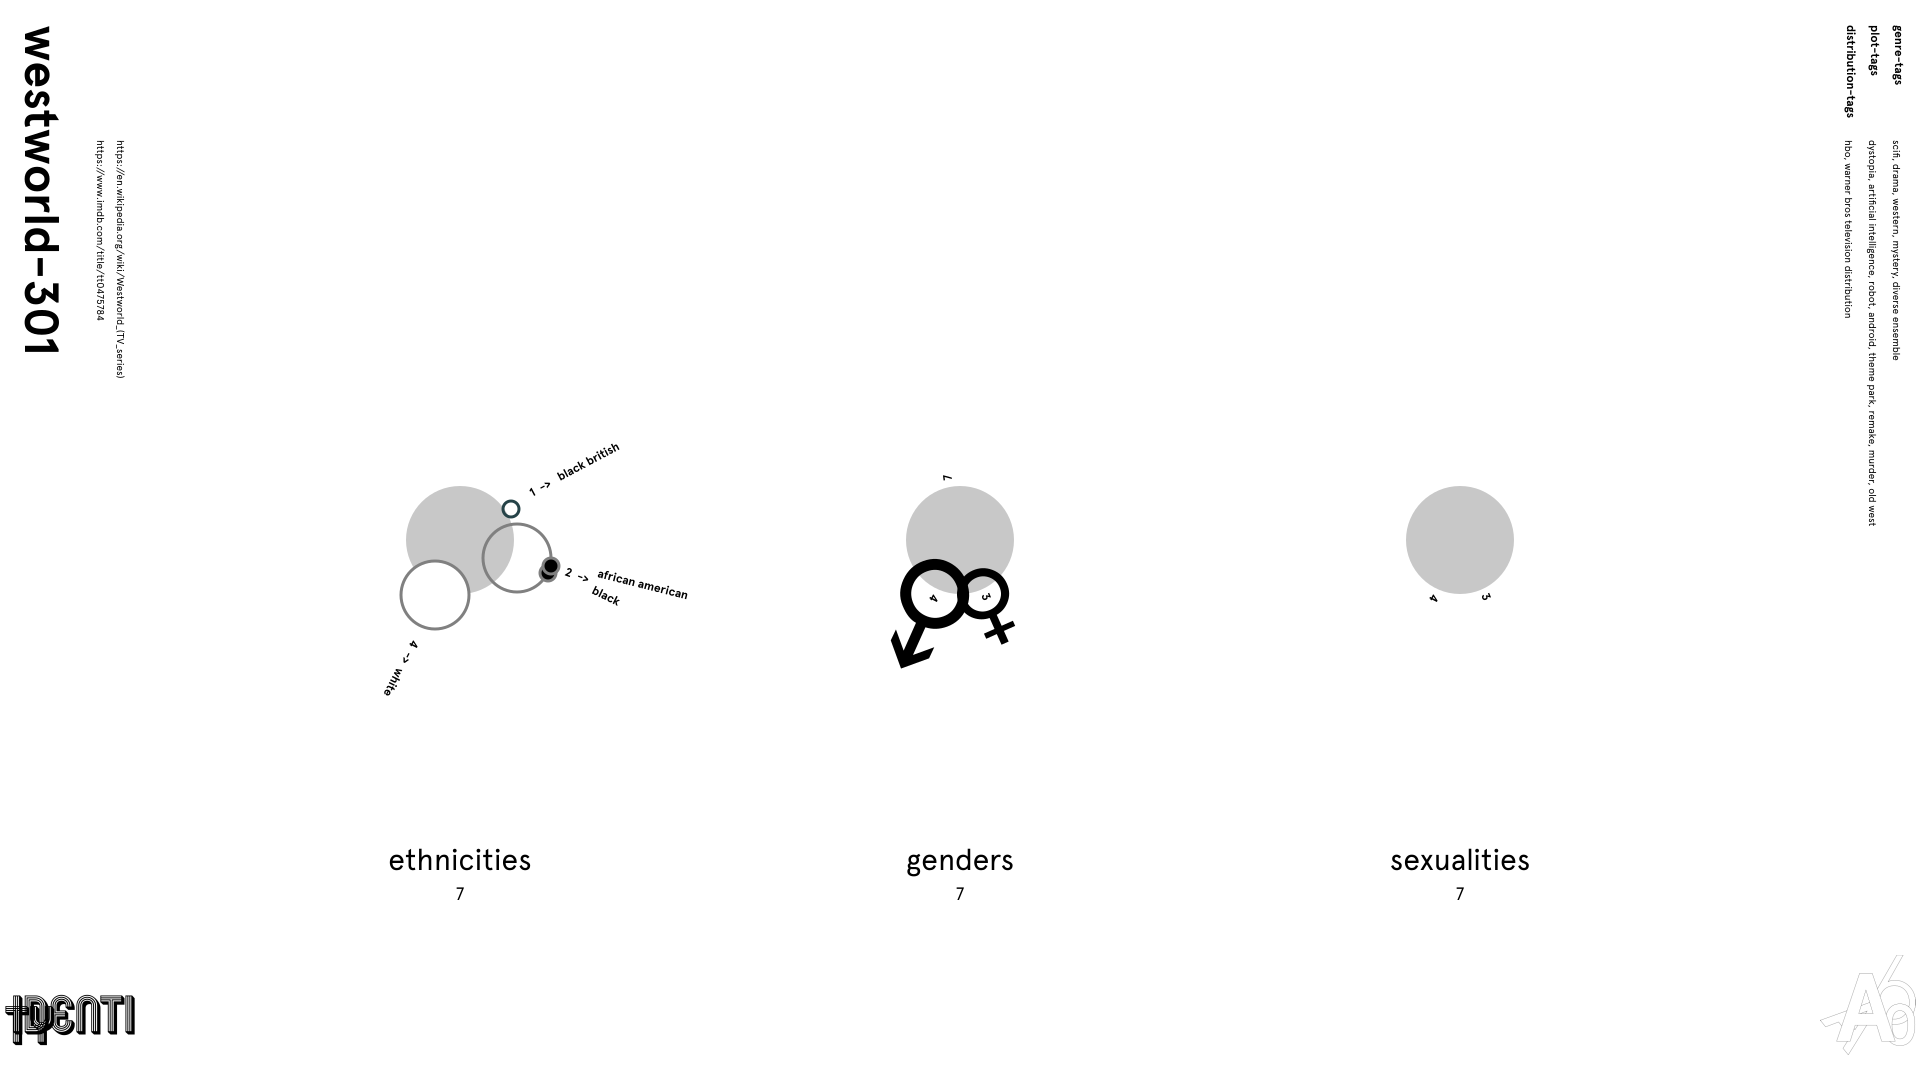 westworld-301
https://en.wikipedia.org/wiki/Westworld_(TV_series)
https://www.imdb.com/title/tt0475784
genre-tags
scifi, drama, western, mystery, diverse ensemble
plot-tags
dystopia, artificial intelligence, robot, android, theme park, remake, murder, old west
distribution-tags
hbo, warner bros television distribution
1 -> black british
2 -> african american
black
4 -> white
ethnicities
7
7
4
3
genders
7
4
3
sexualities
7
IDENTI